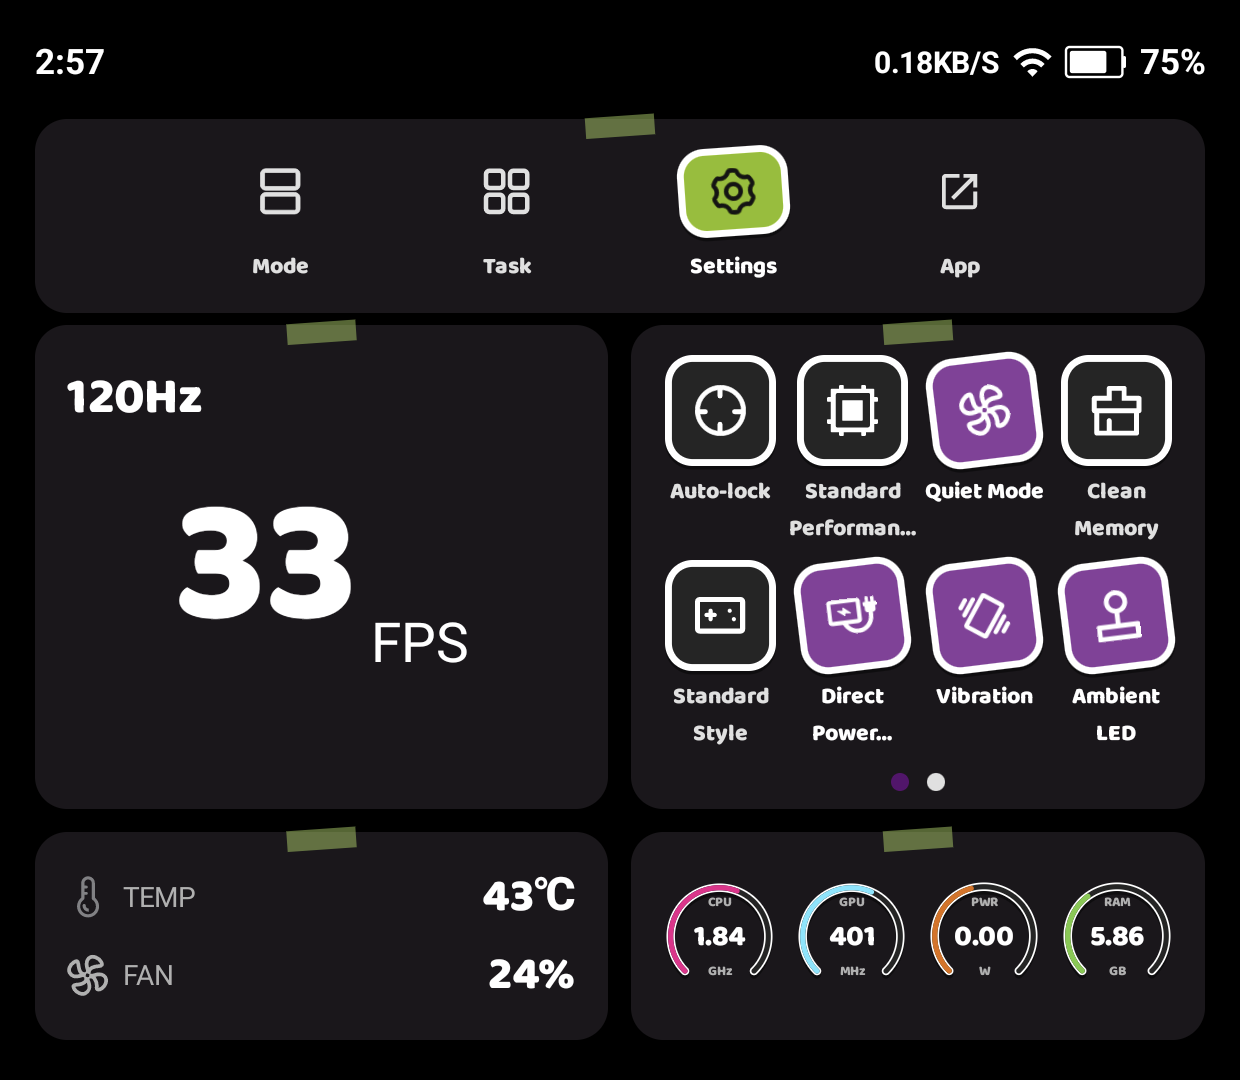 2:57 0.18KB/S 75%
Mode Task Settings App
120Hz
33 FPS
Auto-lock Standard Performan... Quiet Mode Clean Memory
Standard Style Direct Power... Vibration Ambient LED
TEMP 43℃
FAN 24%
CPU GPU PWR RAM
1.84 401 0.00 5.86
GHz MHz W GB